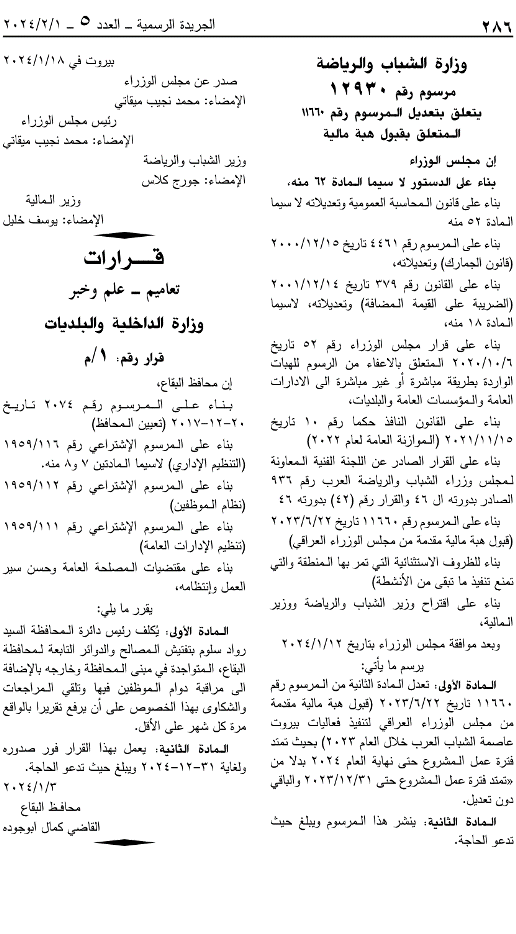 ٢٨٦
الجريدة الرسمية – العدد ٥ – ٢٠٢٤/٢/١
وزارة الشباب والرياضة
مرسوم رقم ١٢٩٣٠
يتعلق بتعديل المرسوم رقم ١١٦٦٠
المتعلق بقبول هبة مالية
إن مجلس الوزراء
بناء على الدستور لا سيما المادة ٦٢ منه،
بناء على قانون المحاسبة العمومية وتعديلاته لا سيما
المادة ٥٢ منه
بناء على المرسوم رقم ٤٤٦١ تاريخ ٢٠٠٠/١٢/١٥
(قانون الجمارك) وتعديلاته،
بناء على القانون رقم ٣٧٩ تاريخ ٢٠٠١/١٢/١٤
(الضريبة على القيمة المضافة) وتعديلاته، لاسيما
المادة ١٨ منه،
بناء على قرار مجلس الوزراء رقم ٥٢ تاريخ
٢٠٢٠/١٠/٦ المتعلق بالاعفاء من الرسوم للهبات
الواردة بطريقة مباشرة أو غير مباشرة الى الادارات
العامة والمؤسسات العامة والبلديات،
بناء على القانون النافذ حكما رقم ١٠ تاريخ
٢٠٢١/١١/١٥ (الموازنة العامة لعام ٢٠٢٢)
بناء على القرار الصادر عن اللجنة الفنية المعاونة
لمجلس وزراء الشباب والرياضة العرب رقم ٩٣٦
الصادر بدورته ال ٤٦ والقرار رقم (٤٢) بدورته ٤٦
بناء على المرسوم رقم ١١٦٦٠ تاريخ ٢٠٢٣/٦/٢٢
(قبول هبة مالية مقدمة من مجلس الوزراء العراقي)
بناء للظروف الاستثنائية التي تمر بها المنطقة والتي
تمنع تنفيذ ما تبقى من الأنشطة)
بناء على اقتراح وزير الشباب والرياضة ووزير
المالية،
وبعد موافقة مجلس الوزراء بتاريخ ٢٠٢٤/١/١٢
يرسم ما يأتي:
المادة الأولى: تعدل المادة الثانية من المرسوم رقم
١١٦٦٠ تاريخ ٢٠٢٣/٦/٢٢ (قبول هبة مالية مقدمة
من مجلس الوزراء العراقي لتنفيذ فعاليات بيروت
عاصمة الشباب العرب خلال العام ٢٠٢٣) بحيث تمتد
فترة عمل المشروع حتى نهاية العام ٢٠٢٤ بدلا من
«تمتد فترة عمل المشروع حتى ٢٠٢٣/١٢/٣١ والباقي
دون تعديل.
المادة الثانية: ينشر هذا المرسوم ويبلغ حيث
تدعو الحاجة.
بيروت في ٢٠٢٤/١/١٨
صدر عن مجلس الوزراء
الإمضاء: محمد نجيب ميقاتي
رئيس مجلس الوزراء
الإمضاء: محمد نجيب ميقاتي
وزير الشباب والرياضة
الإمضاء: جورج كلاس
وزير المالية
الإمضاء: يوسف خليل
قرارات
تعاميم – علم وخبر
وزارة الداخلية والبلديات
قرار رقم: ١/م
إن محافظ البقاع،
بناء على المرسوم رقم ٢٠٧٤ تاريخ
٢٠-١٢-٢٠١٧ (تعيين المحافظ)
بناء على المرسوم الإشتراعي رقم ١٩٥٩/١١٦
(التنظيم الإداري) لاسيما المادتين ٧ و٨ منه.
بناء على المرسوم الإشتراعي رقم ١٩٥٩/١١٢
(نظام الموظفين)
بناء على المرسوم الإشتراعي رقم ١٩٥٩/١١١
(تنظيم الإدارات العامة)
بناء على مقتضيات المصلحة العامة وحسن سير
العمل وإنتظامه،
يقرر ما يلي:
المادة الأولى: يُكلف رئيس دائرة المحافظة السيد
رواد سلوم بتفتيش المصالح والدوائر التابعة لمحافظة
البقاع، المتواجدة في مبنى المحافظة وخارجه بالإضافة
الى مراقبة دوام الموظفين فيها وتلقي المراجعات
والشكاوى بهذا الخصوص على أن يرفع تقريرا بالواقع
مرة كل شهر على الأقل.
المادة الثانية: يعمل بهذا القرار فور صدوره
ولغاية ٣١-١٢-٢٠٢٤ ويبلغ حيث تدعو الحاجة.
٢٠٢٤/١/٣
محافظ البقاع
القاضي كمال ابوجوده